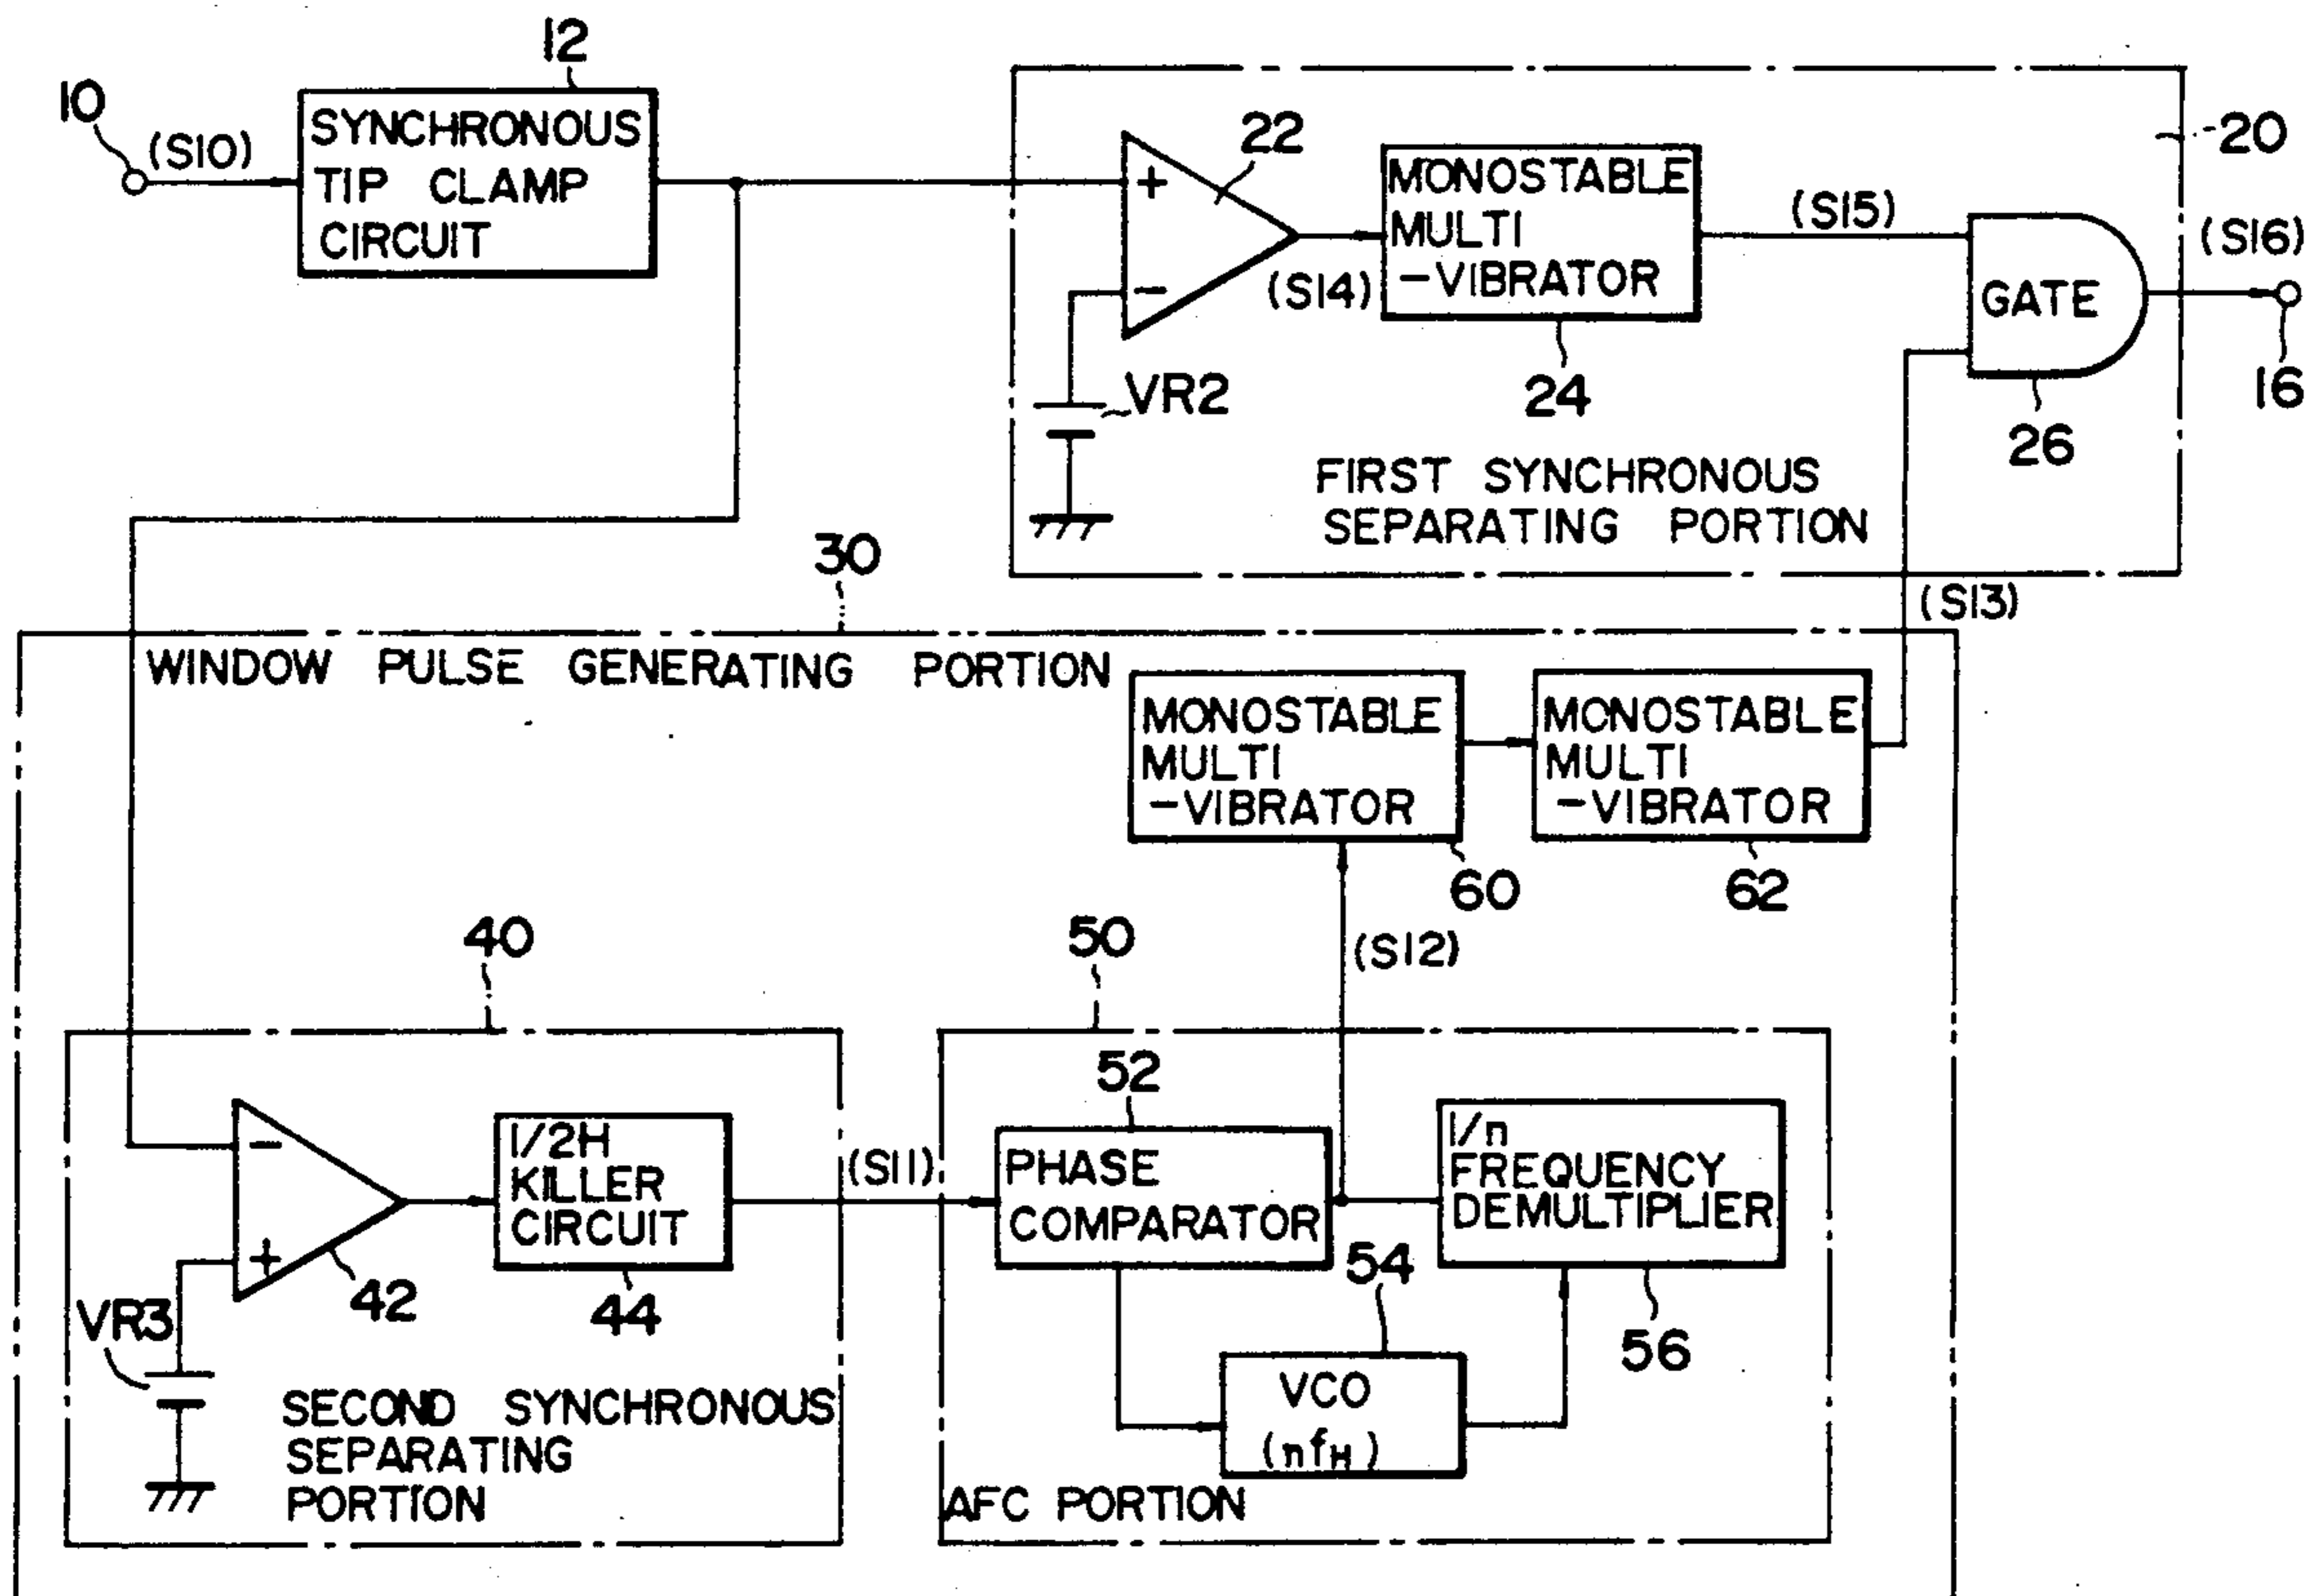 12
10
(S10)
SYNCHRONOUS
TIP CLAMP
CIRCUIT
22
+
−
(S14)
MONOSTABLE
MULTI
-VIBRATOR
24
(S15)
20
GATE
26
(S16)
16
VR2
FIRST SYNCHRONOUS
SEPARATING PORTION
30
(S13)
WINDOW PULSE GENERATING PORTION
MONOSTABLE
MULTI
-VIBRATOR
60
MONOSTABLE
MULTI
-VIBRATOR
62
(S12)
40
50
−
+
42
VR3
1/2H
KILLER
CIRCUIT
44
(S11)
SECOND SYNCHRONOUS
SEPARATING
PORTION
52
PHASE
COMPARATOR
54
1/n
FREQUENCY
DEMULTIPLIER
56
VCO
(nfH)
AFC PORTION